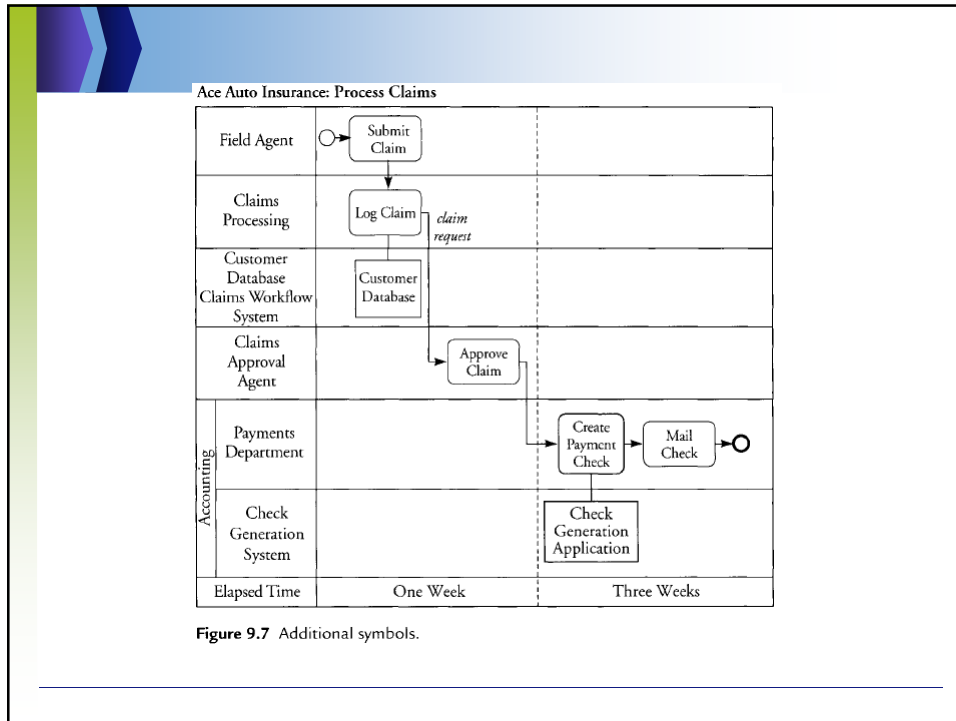 Ace Auto Insurance: Process Claims
Field Agent
Submit
Claim
Claims
Processing
Log Claim
claim
request
Customer
Database
Claims Workflow
System
Customer
Database
Claims
Approval
Agent
Approve
Claim
Accounting
Payments
Department
Create
Payment
Check
Mail
Check
Check
Generation
System
Check
Generation
Application
Elapsed Time
One Week
Three Weeks
Figure 9.7 Additional symbols.